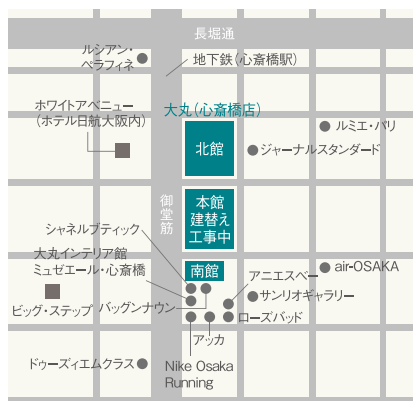 長堀通
ルシアン・
ペラフィネ
地下鉄（心斎橋駅）
ホワイトアベニュー
（ホテル日航大阪内）
大丸（心斎橋店）
北館
ルミエ・パリ
ジャーナルスタンダード
御堂筋
本館
建替え
工事中
シャネルブティック
大丸インテリア館
ミュゼエール・心斎橋
南館
アニエスベー
air-OSAKA
サンリオギャラリー
ビッグ・ステップ
バッグンナウン
ローズバッド
アッカ
ドゥーズィエムクラス
Nike Osaka
Running